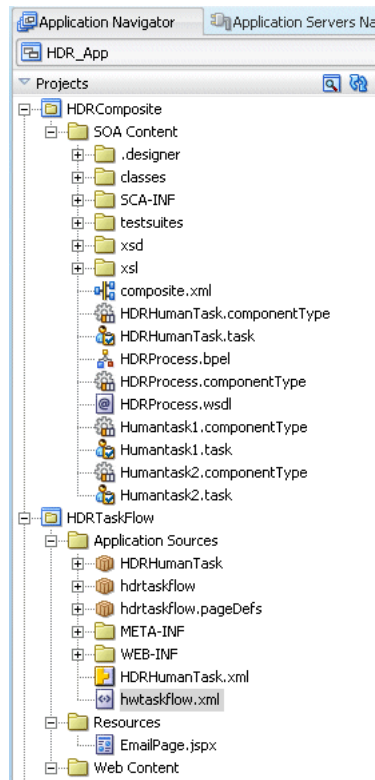 Application Navigator Application Servers Na
HDR_App
Projects
HDRComposite
SOA Content
.designer
classes
SCA-INF
testsuites
xsd
xsl
composite.xml
HDRHumanTask.componentType
HDRHumanTask.task
HDRProcess.bpel
HDRProcess.componentType
HDRProcess.wsdl
Humantask1.componentType
Humantask1.task
Humantask2.componentType
Humantask2.task
HDRTaskFlow
Application Sources
HDRHumanTask
hdrtaskflow
hdrtaskflow.pageDefs
META-INF
WEB-INF
HDRHumanTask.xml
hwtaskflow.xml
Resources
EmailPage.jspx
Web Content